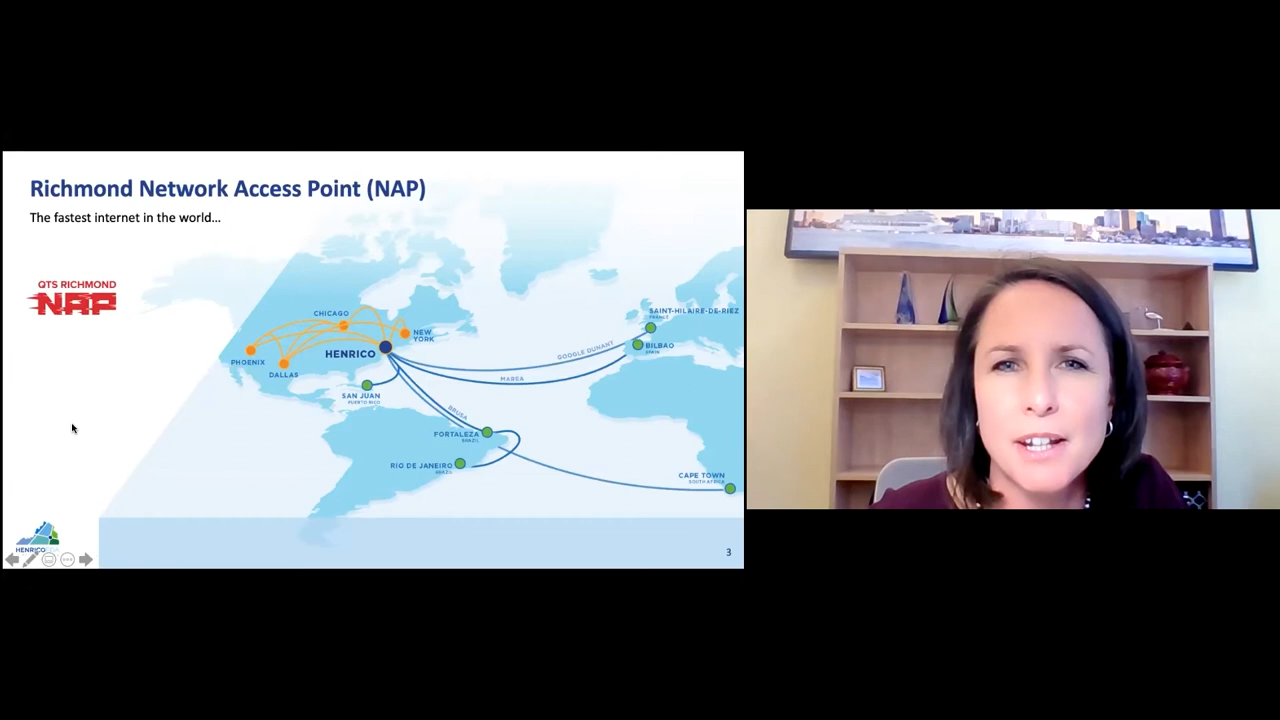 Richmond Network Access Point (NAP)
The fastest internet in the world...
QTS RICHMOND
NAP
CHICAGO
NEW
YORK
HENRICO
PHOENIX
DALLAS
SAN JUAN
PUERTO RICO
SAINT-HILAIRE-DE-RIEZ
FRANCE
BILBAO
SPAIN
GOOGLE DUNANT
MAREA
BRUSA
FORTALEZA
BRAZIL
RIO DE JANEIRO
BRAZIL
CAPE TOWN
SOUTH AFRICA
HENRICO
3